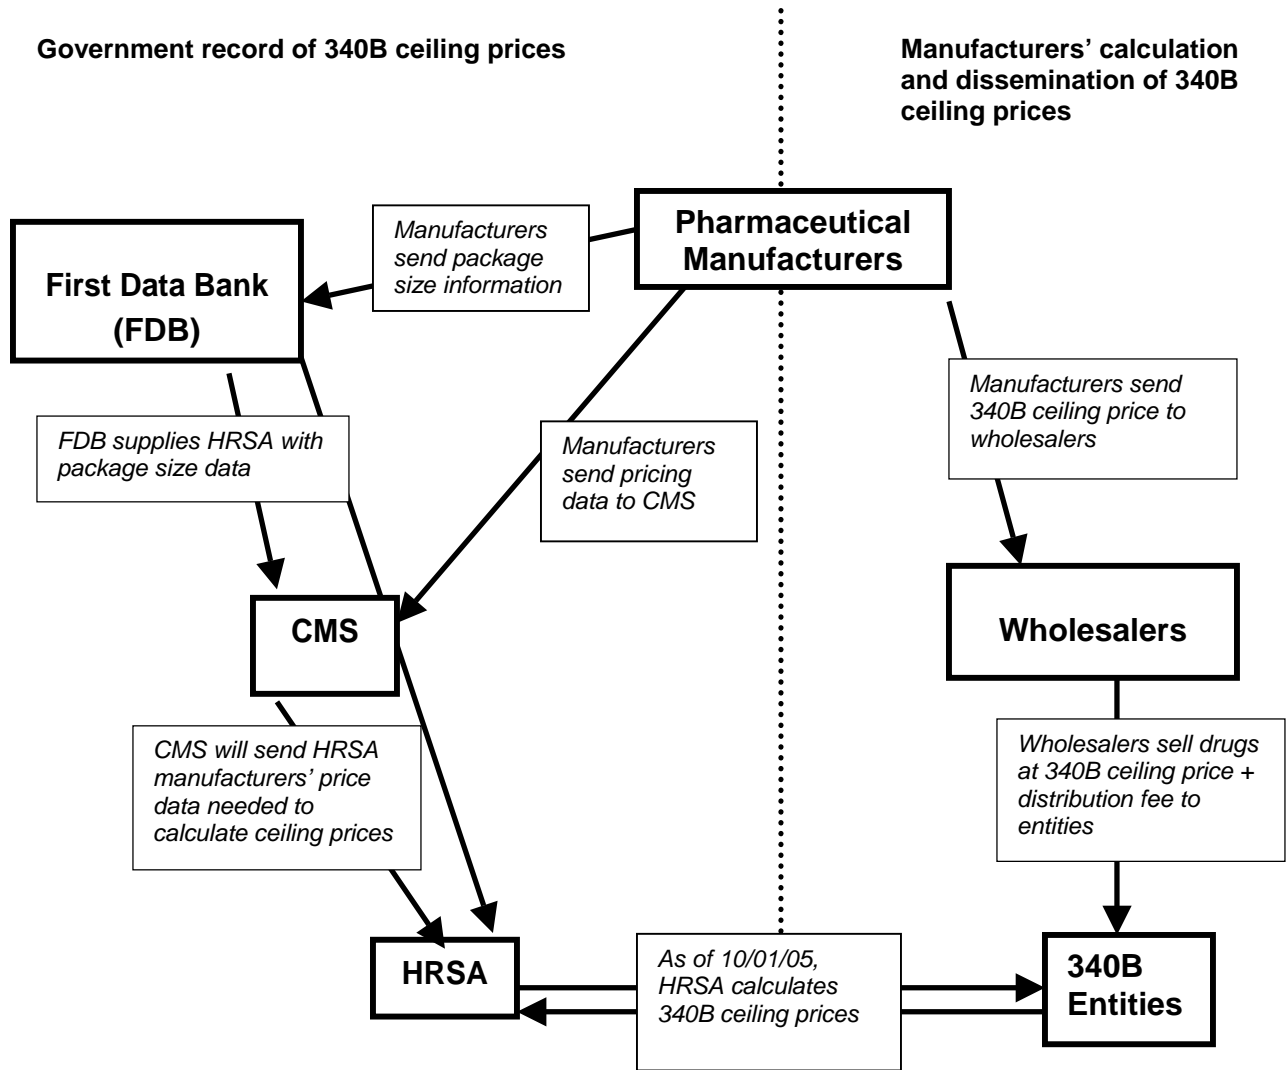 Government record of 340B ceiling prices
Manufacturers’ calculation
and dissemination of 340B
ceiling prices
Pharmaceutical
Manufacturers
Manufacturers
send package
size information
First Data Bank
(FDB)
Manufacturers send
340B ceiling price to
wholesalers
FDB supplies HRSA with
package size data
Manufacturers
send pricing
data to CMS
CMS
Wholesalers
CMS will send HRSA
manufacturers’ price
data needed to
calculate ceiling prices
Wholesalers sell drugs
at 340B ceiling price +
distribution fee to
entities
HRSA
As of 10/01/05,
HRSA calculates
340B ceiling prices
340B
Entities